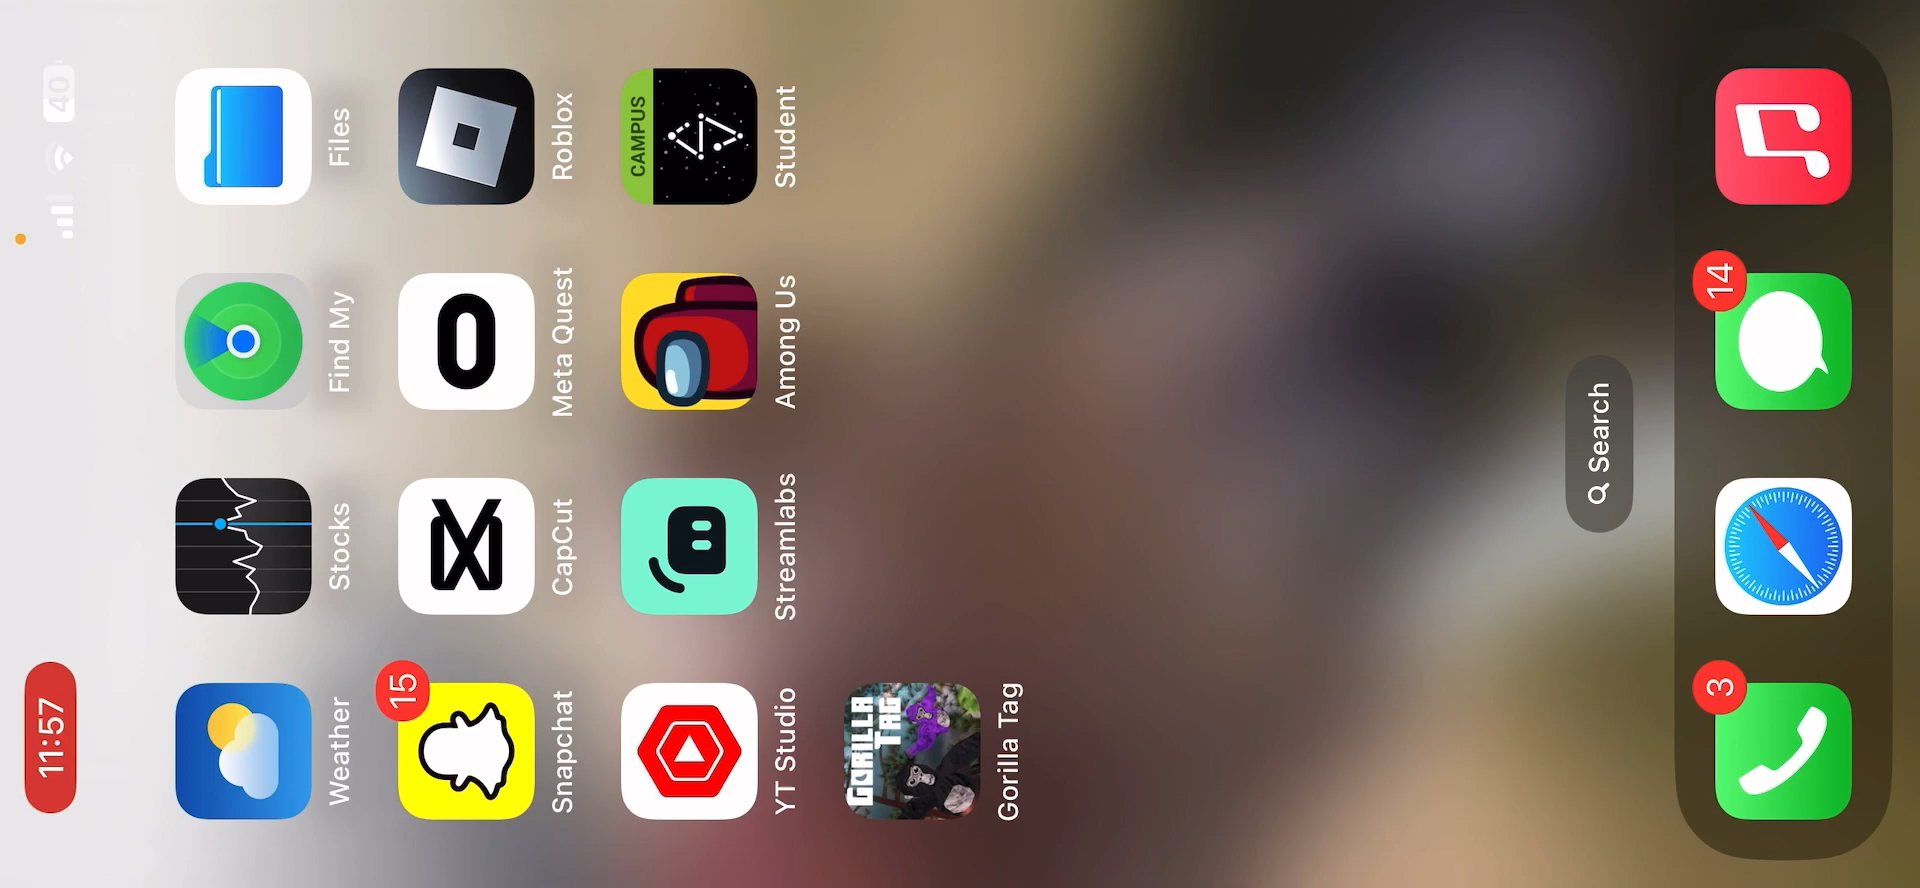 11:57
40
Weather
Stocks
Find My
Files
15
Snapchat
CapCut
Meta Quest
Roblox
YT Studio
Streamlabs
Among Us
CAMPUS
Student
GORILLA
TAG
Gorilla Tag
Search
3
14